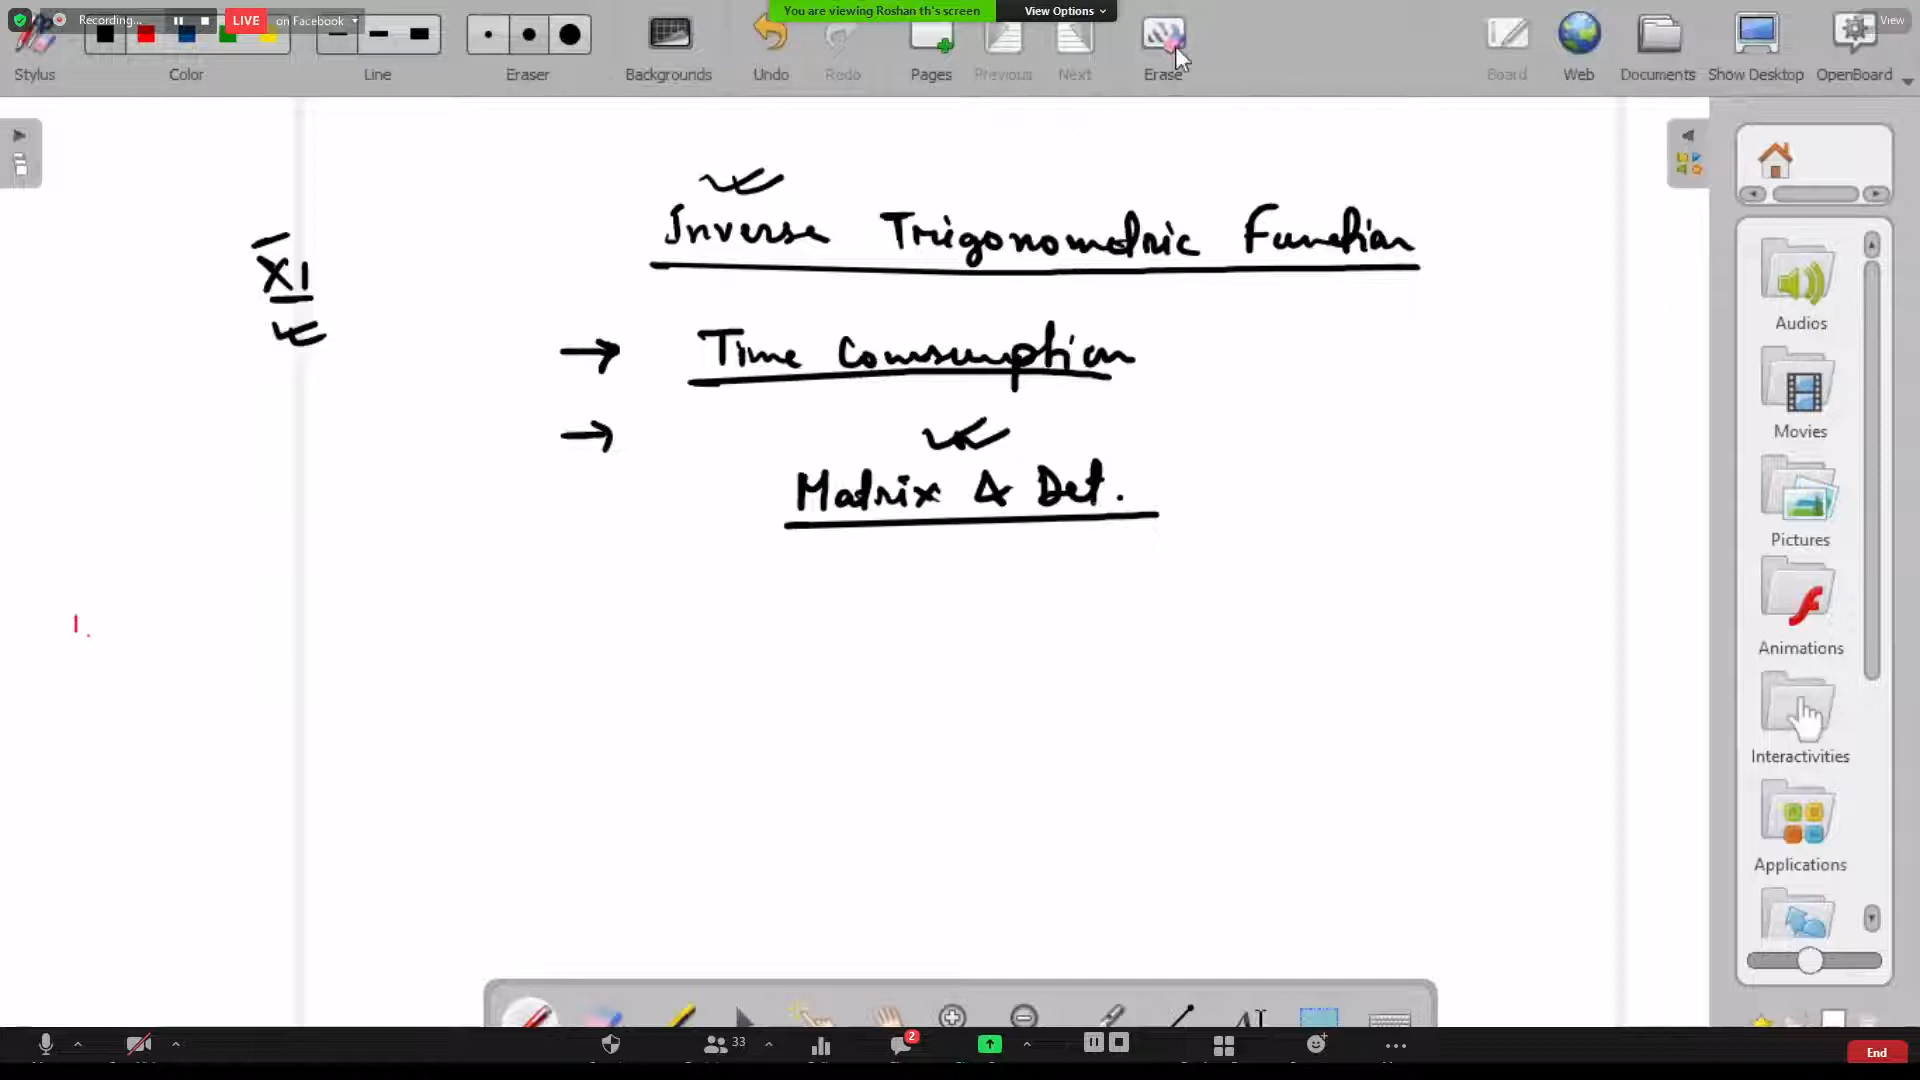 Recording...
LIVE on Facebook
You are viewing Roshan th's screen
View Options
View
Stylus
Color
Line
Eraser
Backgrounds
Undo
Redo
Pages
Previous
Next
Erase
Board
Web
Documents
Show Desktop
OpenBoard
Inverse Trigonometric Function
XI
→ Time Comsumption
→
Matrix & Det.
1.
Audios
Movies
Pictures
Animations
Interactivities
Applications
33
2
End